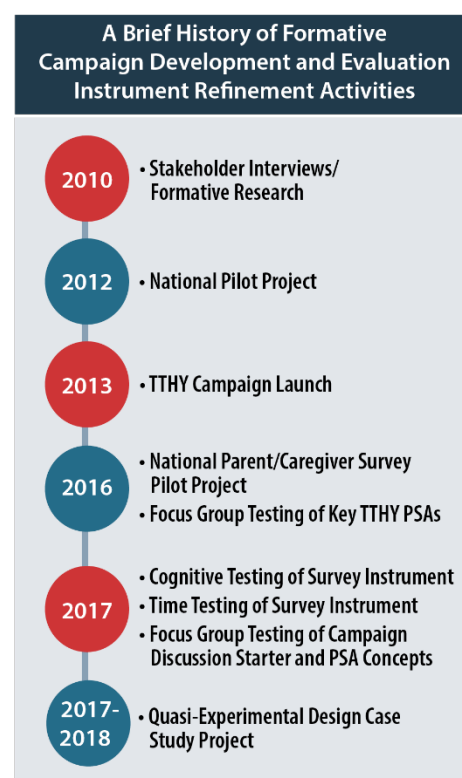 A Brief History of Formative
Campaign Development and Evaluation
Instrument Refinement Activities
2010
• Stakeholder Interviews/
Formative Research
2012
• National Pilot Project
2013
• TTHY Campaign Launch
2016
• National Parent/Caregiver Survey
Pilot Project
• Focus Group Testing of Key TTHY PSAs
2017
• Cognitive Testing of Survey Instrument
• Time Testing of Survey Instrument
• Focus Group Testing of Campaign
Discussion Starter and PSA Concepts
2017-
2018
• Quasi-Experimental Design Case
Study Project